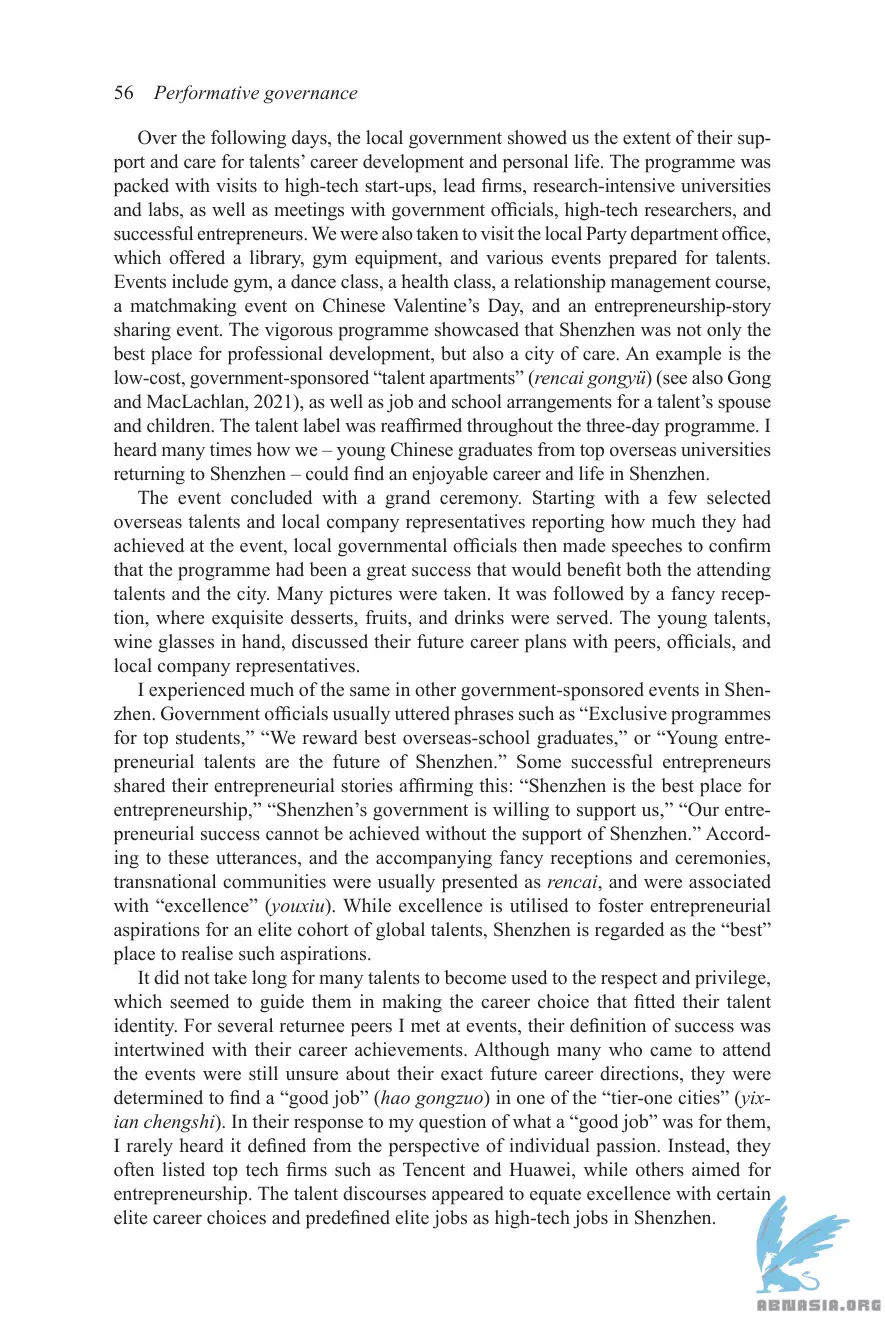 56 Performative governance
Over the following days, the local government showed us the extent of their sup-
port and care for talents’ career development and personal life. The programme was
packed with visits to high-tech start-ups, lead firms, research-intensive universities
and labs, as well as meetings with government officials, high-tech researchers, and
successful entrepreneurs. We were also taken to visit the local Party department office,
which offered a library, gym equipment, and various events prepared for talents.
Events include gym, a dance class, a health class, a relationship management course,
a matchmaking event on Chinese Valentine’s Day, and an entrepreneurship-story
sharing event. The vigorous programme showcased that Shenzhen was not only the
best place for professional development, but also a city of care. An example is the
low-cost, government-sponsored “talent apartments” (rencai gongyü) (see also Gong
and MacLachlan, 2021), as well as job and school arrangements for a talent’s spouse
and children. The talent label was reaffirmed throughout the three-day programme. I
heard many times how we – young Chinese graduates from top overseas universities
returning to Shenzhen – could find an enjoyable career and life in Shenzhen.
The event concluded with a grand ceremony. Starting with a few selected
overseas talents and local company representatives reporting how much they had
achieved at the event, local governmental officials then made speeches to confirm
that the programme had been a great success that would benefit both the attending
talents and the city. Many pictures were taken. It was followed by a fancy recep-
tion, where exquisite desserts, fruits, and drinks were served. The young talents,
wine glasses in hand, discussed their future career plans with peers, officials, and
local company representatives.
I experienced much of the same in other government-sponsored events in Shen-
zhen. Government officials usually uttered phrases such as “Exclusive programmes
for top students,” “We reward best overseas-school graduates,” or “Young entre-
preneurial talents are the future of Shenzhen.” Some successful entrepreneurs
shared their entrepreneurial stories affirming this: “Shenzhen is the best place for
entrepreneurship,” “Shenzhen’s government is willing to support us,” “Our entre-
preneurial success cannot be achieved without the support of Shenzhen.” Accord-
ing to these utterances, and the accompanying fancy receptions and ceremonies,
transnational communities were usually presented as rencai, and were associated
with “excellence” (youxiu). While excellence is utilised to foster entrepreneurial
aspirations for an elite cohort of global talents, Shenzhen is regarded as the “best”
place to realise such aspirations.
It did not take long for many talents to become used to the respect and privilege,
which seemed to guide them in making the career choice that fitted their talent
identity. For several returnee peers I met at events, their definition of success was
intertwined with their career achievements. Although many who came to attend
the events were still unsure about their exact future career directions, they were
determined to find a “good job” (hao gongzuo) in one of the “tier-one cities” (yix-
ian chengshi). In their response to my question of what a “good job” was for them,
I rarely heard it defined from the perspective of individual passion. Instead, they
often listed top tech firms such as Tencent and Huawei, while others aimed for
entrepreneurship. The talent discourses appeared to equate excellence with certain
elite career choices and predefined elite jobs as high-tech jobs in Shenzhen.
ABNASIA.ORG